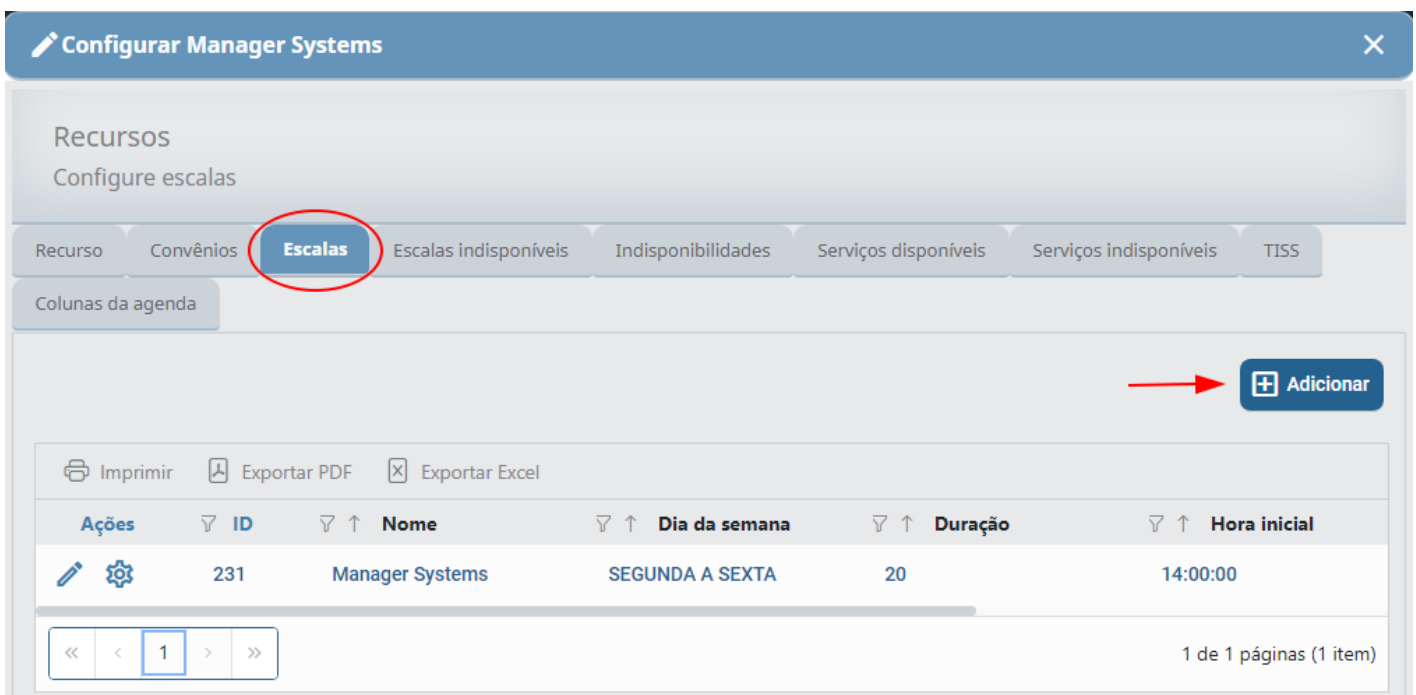 Configurar Manager Systems
Recursos
Configure escalas
Recurso Convênios Escalas Escalas indisponíveis Indisponibilidades Serviços disponíveis Serviços indisponíveis TISS
Colunas da agenda
Adicionar
Imprimir Exportar PDF Exportar Excel
Ações ID Nome Dia da semana Duração Hora inicial
231 Manager Systems SEGUNDA A SEXTA 20 14:00:00
1 1 de 1 páginas (1 item)